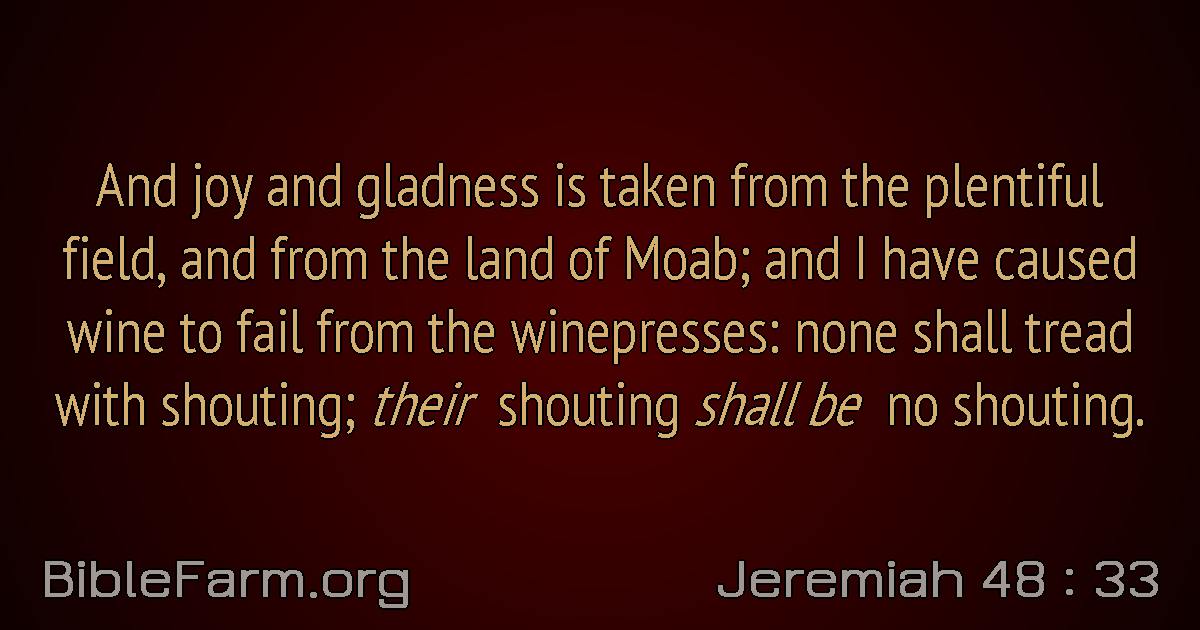 And joy and gladness is taken from the plentiful
field, and from the land of Moab; and I have caused
wine to fail from the winepresses: none shall tread
with shouting; their shouting shall be no shouting.
BibleFarm.org
Jeremiah 48 : 33